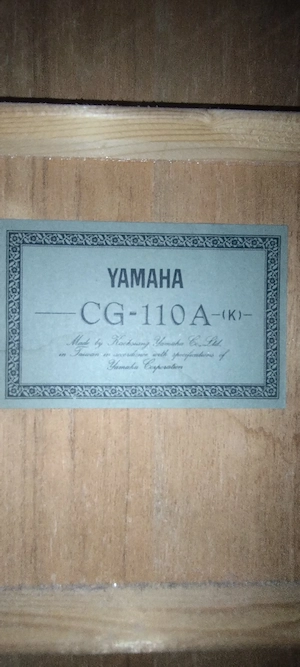 YAMAHA
CG-110A-(K)-
Made by Kaohsiung Yamaha Co., Ltd.
in Taiwan in accordance with specifications of
Yamaha Corporation